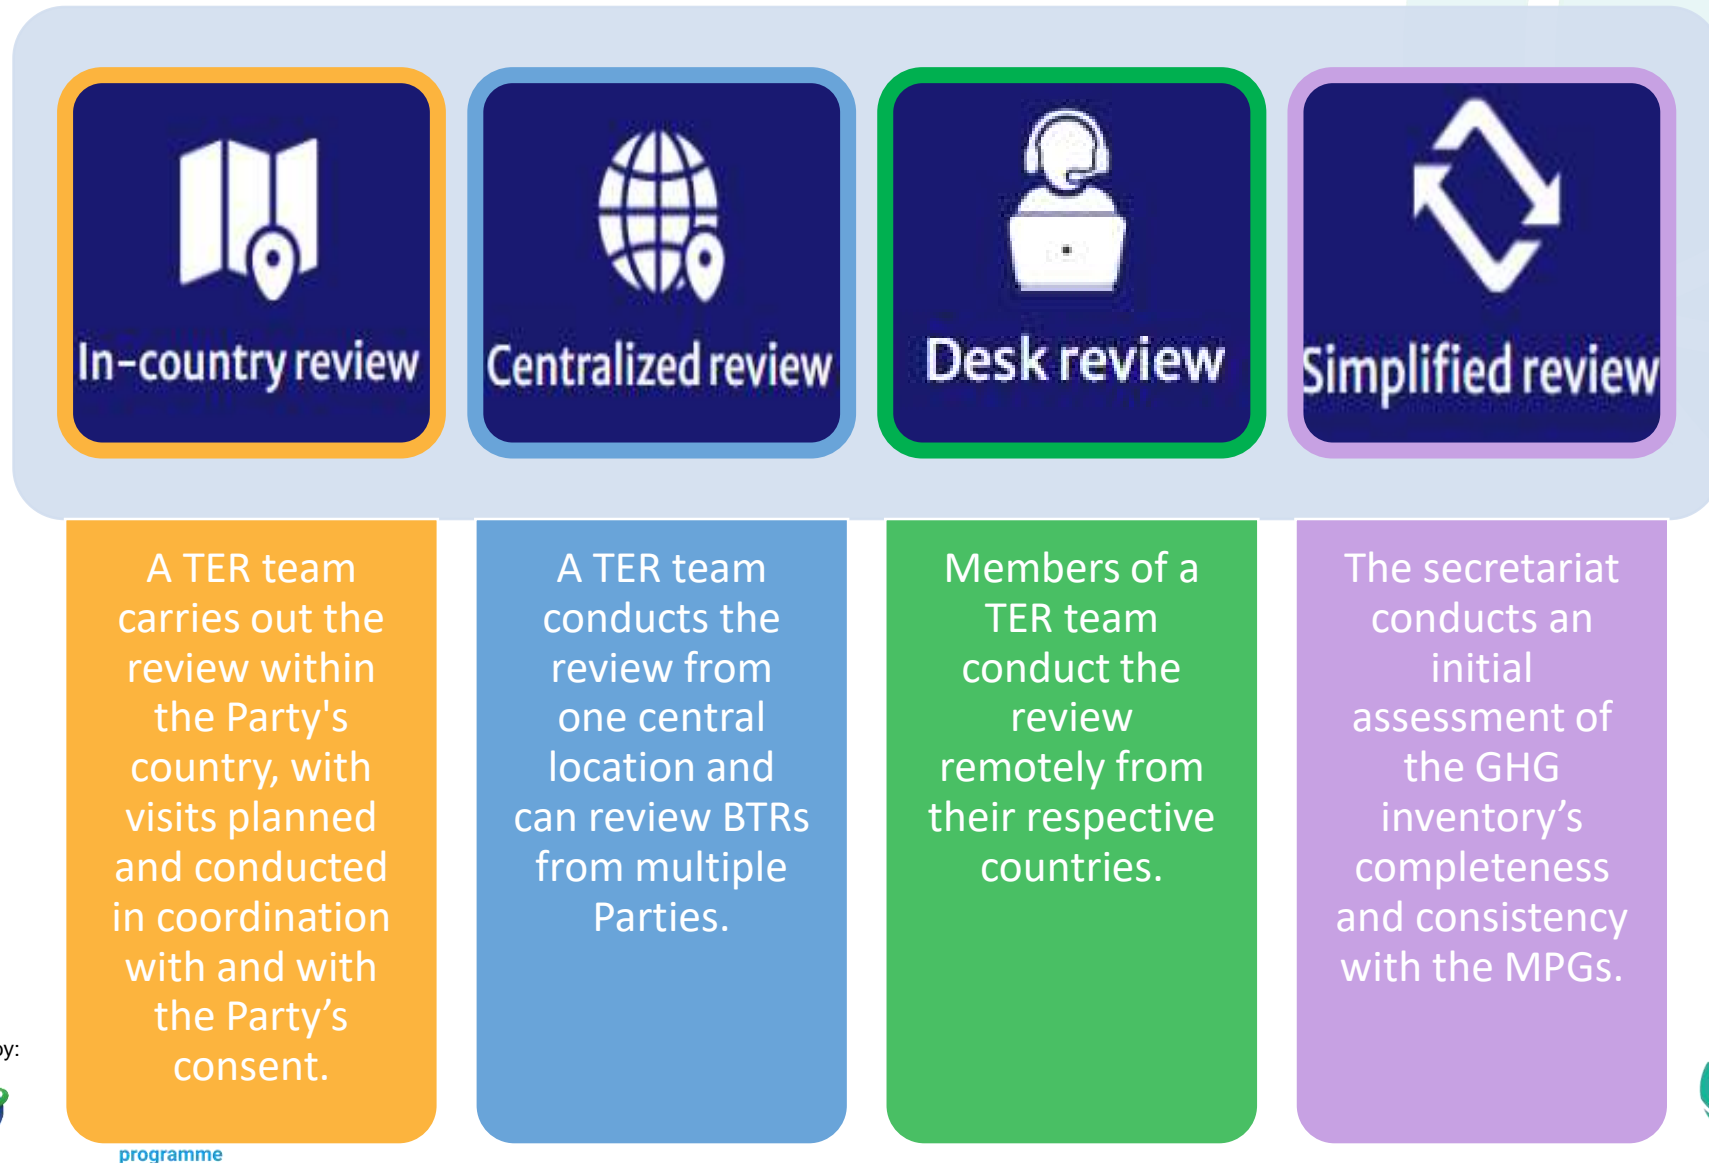 In-country review
Centralized review
Desk review
Simplified review
A TER team
carries out the
review within
the Party's
country, with
visits planned
and conducted
in coordination
with and with
the Party’s
consent.
A TER team
conducts the
review from
one central
location and
can review BTRs
from multiple
Parties.
Members of a
TER team
conduct the
review
remotely from
their respective
countries.
The secretariat
conducts an
initial
assessment of
the GHG
inventory’s
completeness
and consistency
with the MPGs.
by:
programme